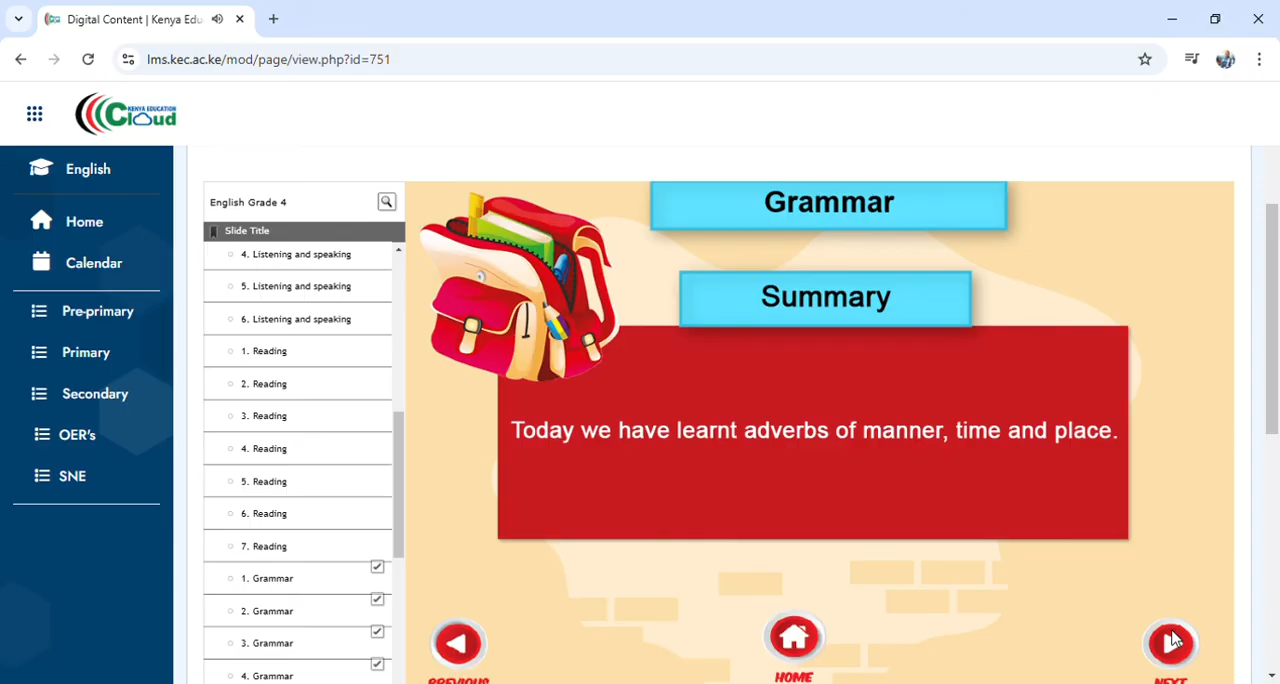 Digital Content | Kenya Edu
lms.kec.ac.ke/mod/page/view.php?id=751
KENYA EDUCATION
Cloud
English
Home
Calendar
Pre-primary
Primary
Secondary
OER's
SNE
English Grade 4
Slide Title
4. Listening and speaking
5. Listening and speaking
6. Listening and speaking
1. Reading
2. Reading
3. Reading
4. Reading
5. Reading
6. Reading
7. Reading
1. Grammar
2. Grammar
3. Grammar
4. Grammar
Grammar
Summary
Today we have learnt adverbs of manner, time and place.
PREVIOUS
HOME
NEXT